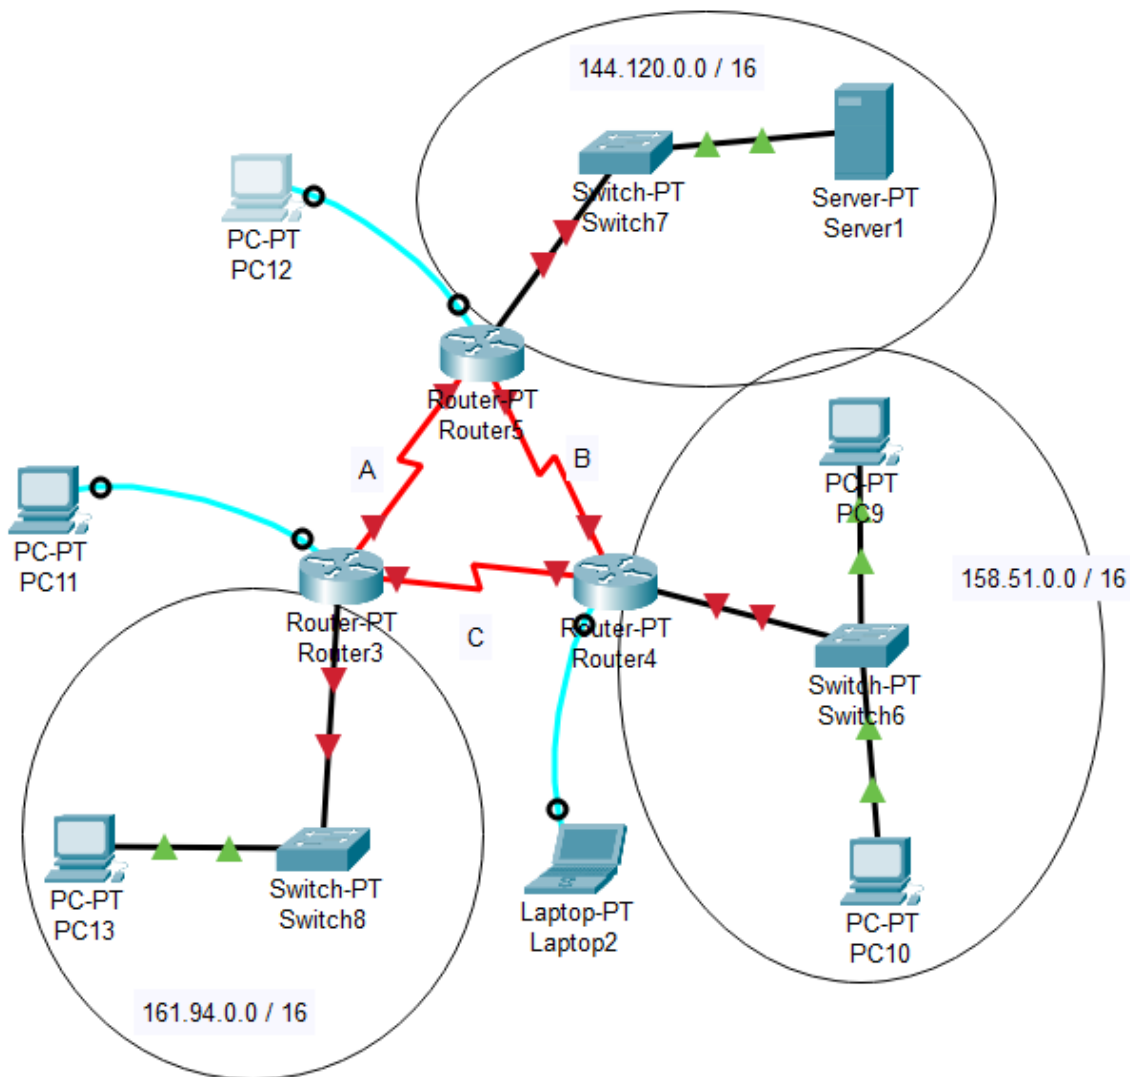 144.120.0.0 / 16
Switch-PT
Switch7
Server-PT
Server1
PC-PT
PC12
Router-PT
Router5
A
B
PC-PT
PC9
PC-PT
PC11
158.51.0.0 / 16
Router-PT
Router3
C
Router-PT
Router4
Switch-PT
Switch6
PC-PT
PC13
Switch-PT
Switch8
Laptop-PT
Laptop2
PC-PT
PC10
161.94.0.0 / 16